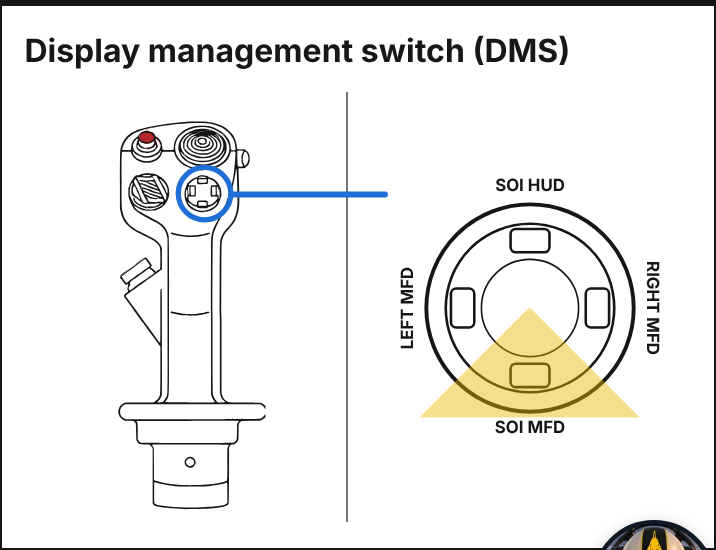 Display management switch (DMS)
SOI HUD
LEFT MFD
RIGHT MFD
SOI MFD